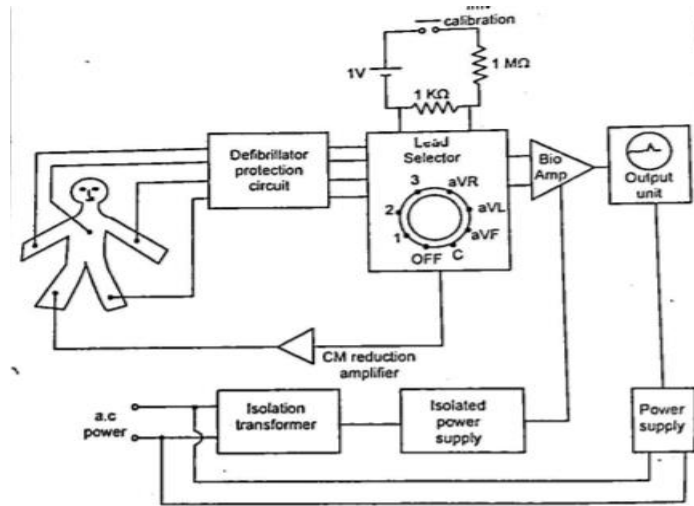 calibration
1V
1 MΩ
1 KΩ
Defibrillator
protection
circuit
Lead
Selector
3
aVR
2
aVL
1
aVF
OFF
C
Bio
Amp
Output
unit
CM reduction
amplifier
a.c
power
Isolation
transformer
Isolated
power
supply
Power
supply